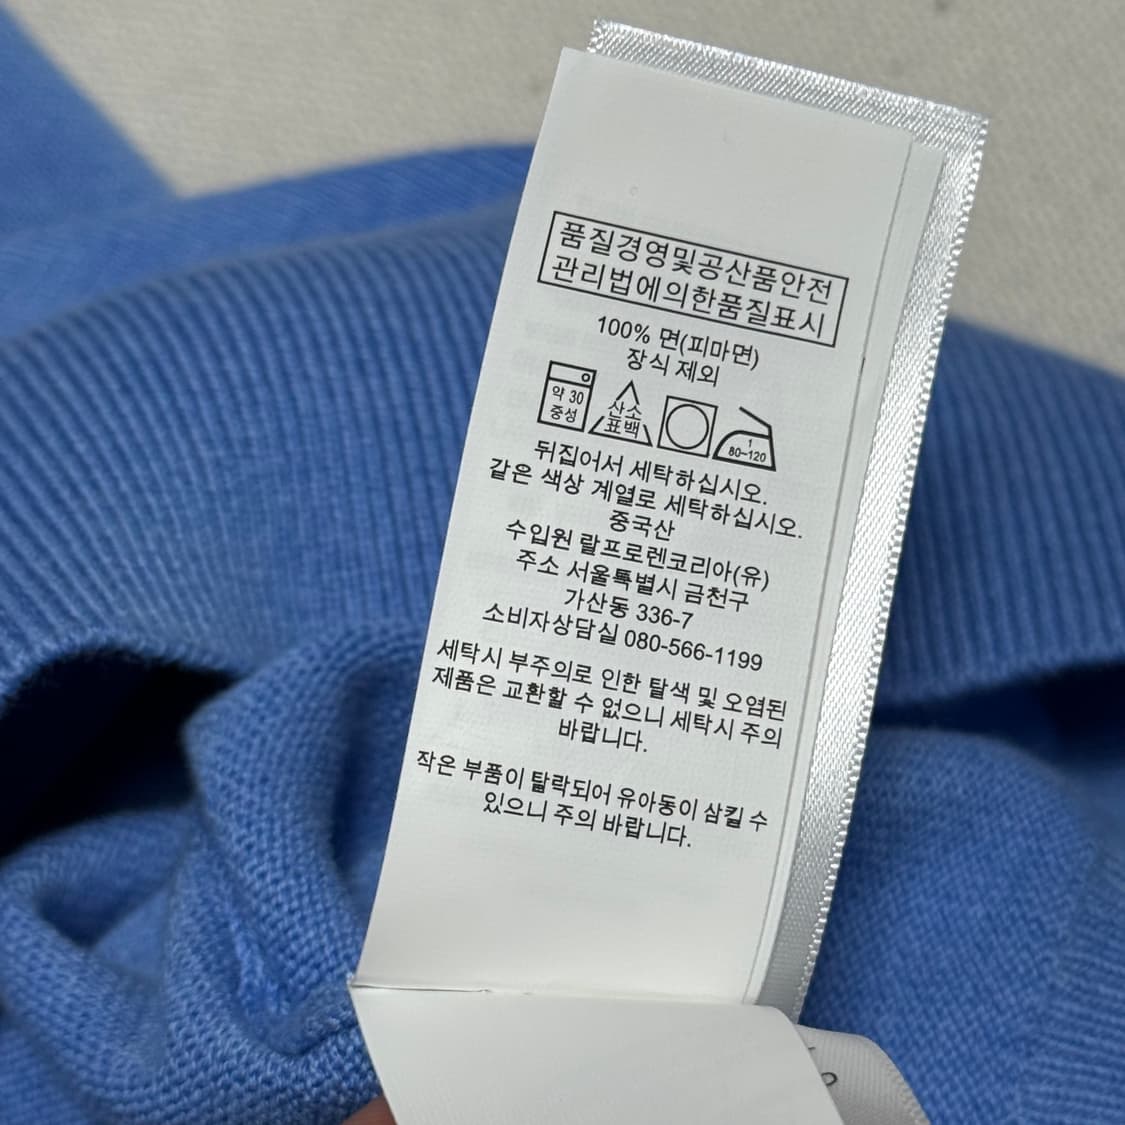 품질경영및공산품안전
관리법에의한품질표시
100% 면(피마면)
장식 제외
약 30
중성
산소
표백
1
80~120
뒤집어서 세탁하십시오.
같은 색상 계열로 세탁하십시오.
중국산
수입원 랄프로렌코리아(유)
주소 서울특별시 금천구
가산동 336-7
소비자상담실 080-566-1199
세탁시 부주의로 인한 탈색 및 오염된
제품은 교환할 수 없으니 세탁시 주의
바랍니다.
작은 부품이 탈락되어 유아동이 삼킬 수
있으니 주의 바랍니다.